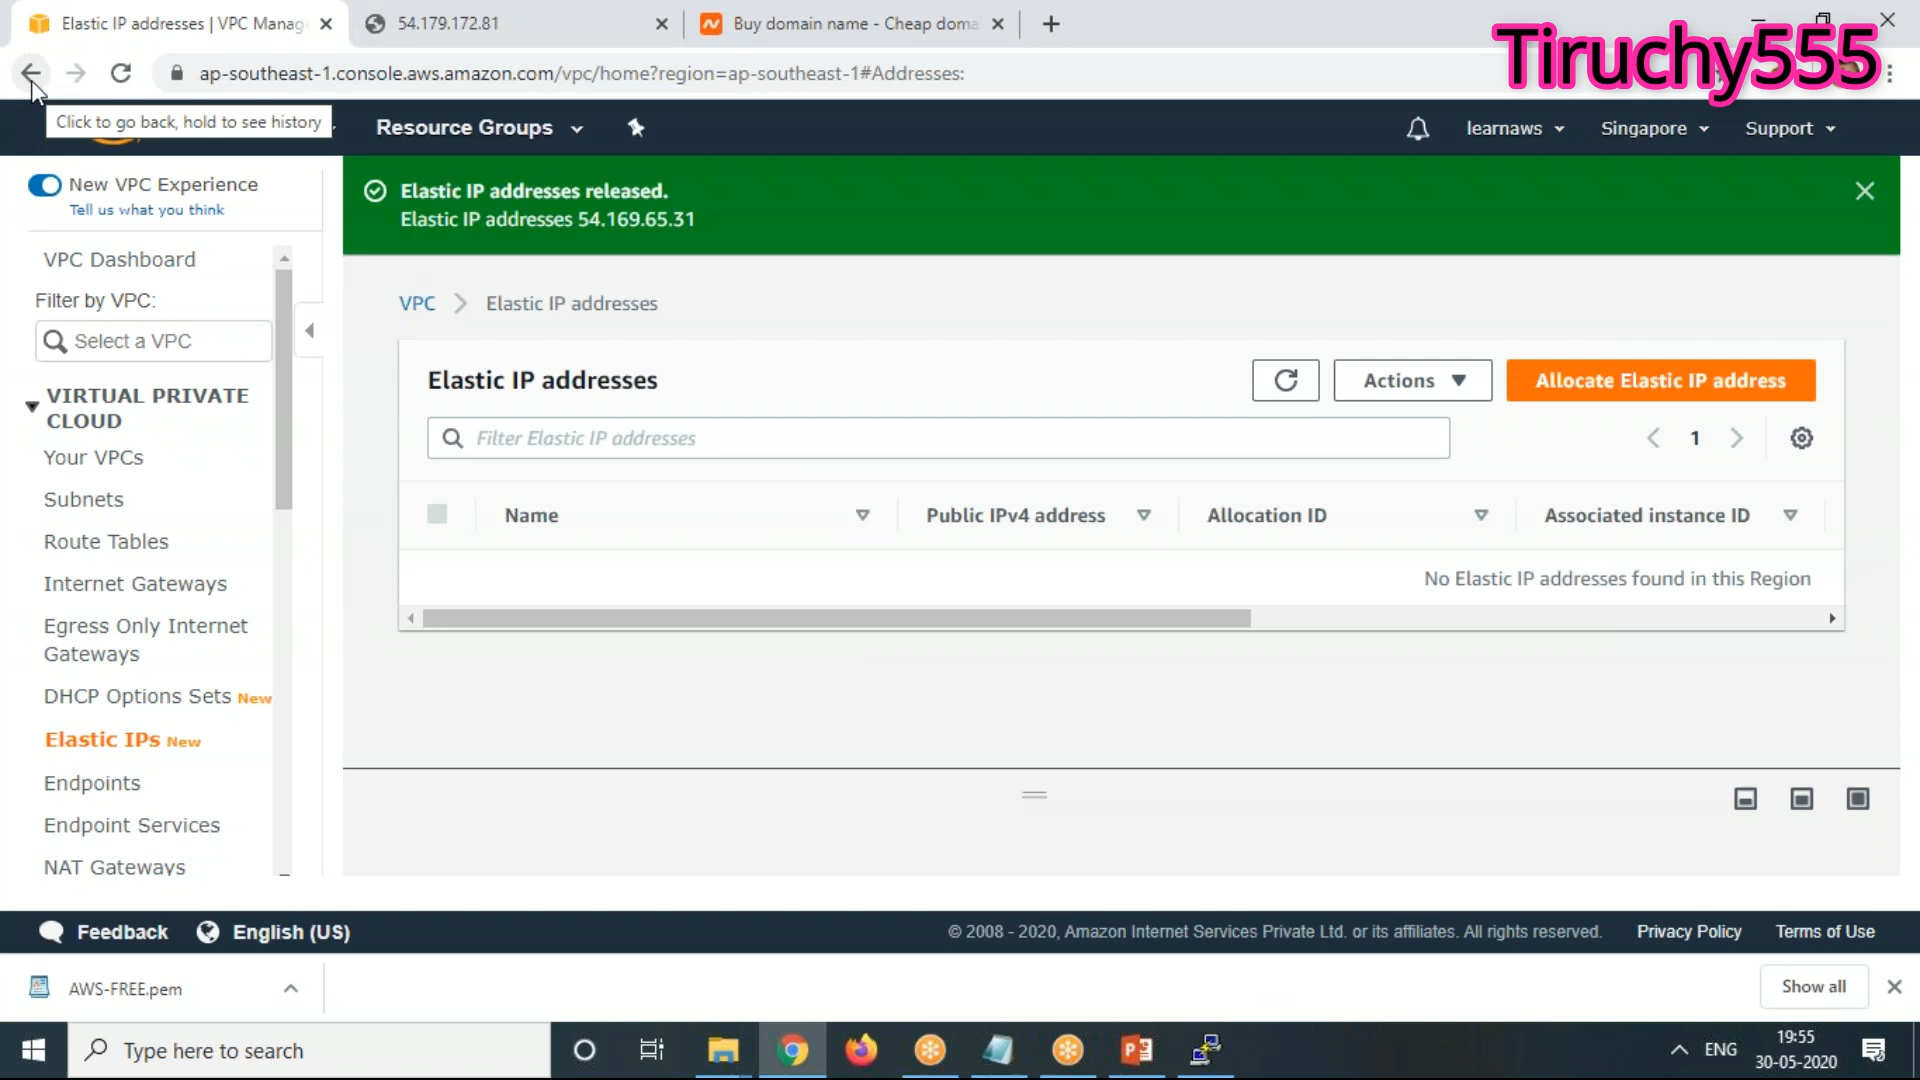 Elastic IP addresses | VPC Manag
54.179.172.81
Buy domain name - Cheap doma
Tiruchy555
ap-southeast-1.console.aws.amazon.com/vpc/home?region=ap-southeast-1#Addresses:
Click to go back, hold to see history
Resource Groups
learnaws
Singapore
Support
New VPC Experience
Tell us what you think
Elastic IP addresses released.
Elastic IP addresses 54.169.65.31
VPC Dashboard
Filter by VPC:
Select a VPC
VPC
Elastic IP addresses
Elastic IP addresses
Actions
Allocate Elastic IP address
Filter Elastic IP addresses
1
VIRTUAL PRIVATE
CLOUD
Your VPCs
Subnets
Route Tables
Internet Gateways
Egress Only Internet
Gateways
DHCP Options Sets New
Elastic IPs New
Endpoints
Endpoint Services
NAT Gateways
Name
Public IPv4 address
Allocation ID
Associated instance ID
No Elastic IP addresses found in this Region
Feedback
English (US)
© 2008 - 2020, Amazon Internet Services Private Ltd. or its affiliates. All rights reserved.
Privacy Policy
Terms of Use
AWS-FREE.pem
Show all
Type here to search
ENG
19:55
30-05-2020